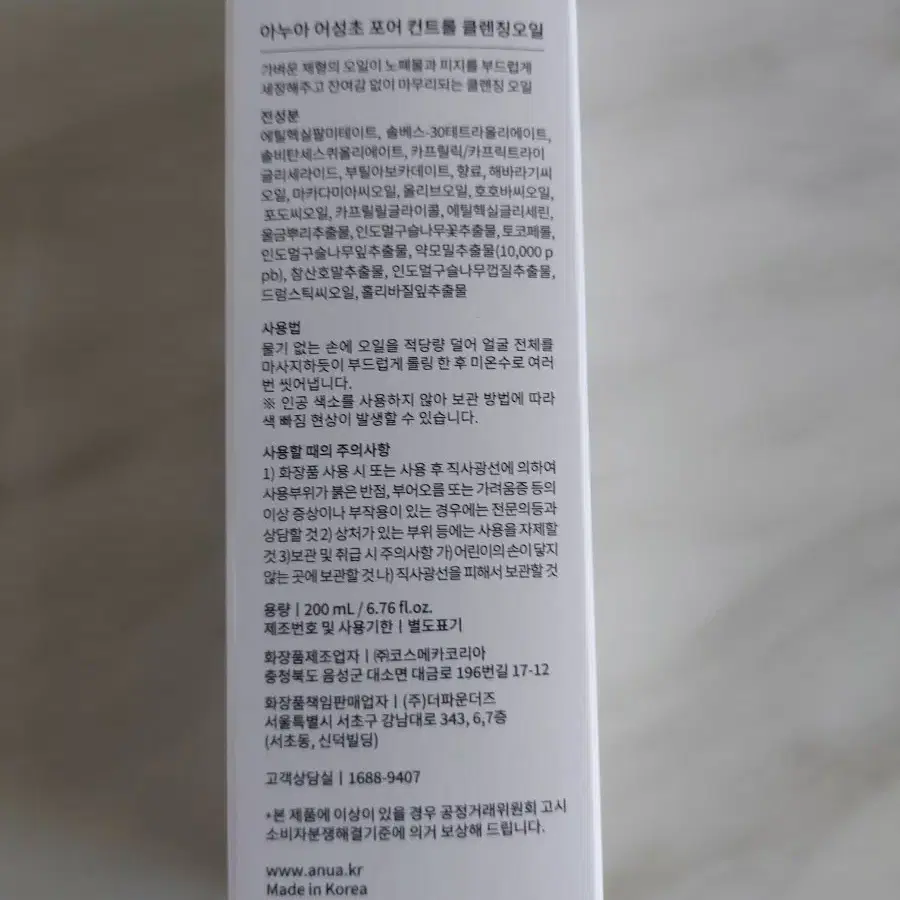 아누아 어성초 포어 컨트롤 클렌징오일
가벼운 제형의 오일이 노폐물과 피지를 부드럽게
세정해주고 잔여감 없이 마무리되는 클렌징 오일
전성분
에틸헥실팔미테이트, 솔베스-30테트라올리에이트,
솔비탄세스퀴올리에이트, 카프릴릭/카프릭트라이
글리세라이드, 부틸아보카데이트, 향료, 해바라기씨
오일, 마카다미아씨오일, 올리브오일, 호호바씨오일,
포도씨오일, 카프릴릴글라이콜, 에틸헥실글리세린,
울금뿌리추출물, 인도멀구슬나무꽃추출물, 토코페롤,
인도멀구슬나무잎추출물, 약모밀추출물(10,000 p
pb), 참산호말추출물, 인도멀구슬나무껍질추출물,
드럼스틱씨오일, 홀리바질잎추출물
사용법
물기 없는 손에 오일을 적당량 덜어 얼굴 전체를
마사지하듯이 부드럽게 롤링 한 후 미온수로 여러
번 씻어냅니다.
※ 인공 색소를 사용하지 않아 보관 방법에 따라
색 빠짐 현상이 발생할 수 있습니다.
사용할 때의 주의사항
1) 화장품 사용 시 또는 사용 후 직사광선에 의하여
사용부위가 붉은 반점, 부어오름 또는 가려움증 등의
이상 증상이나 부작용이 있는 경우에는 전문의등과
상담할 것 2) 상처가 있는 부위 등에는 사용을 자제할
것 3)보관 및 취급 시 주의사항 가)어린이의 손이 닿지
않는 곳에 보관할 것 나) 직사광선을 피해서 보관할 것
용량 | 200 mL / 6.76 fl.oz.
제조번호 및 사용기한 | 별도표기
화장품제조업자 | ㈜코스메카코리아
충청북도 음성군 대소면 대금로 196번길 17-12
화장품책임판매업자 | (주)더파운더즈
서울특별시 서초구 강남대로 343, 6,7층
(서초동, 신덕빌딩)
고객상담실 | 1688-9407
*본 제품에 이상이 있을 경우 공정거래위원회 고시
소비자분쟁해결기준에 의거 보상해 드립니다.
www.anua.kr
Made in Korea